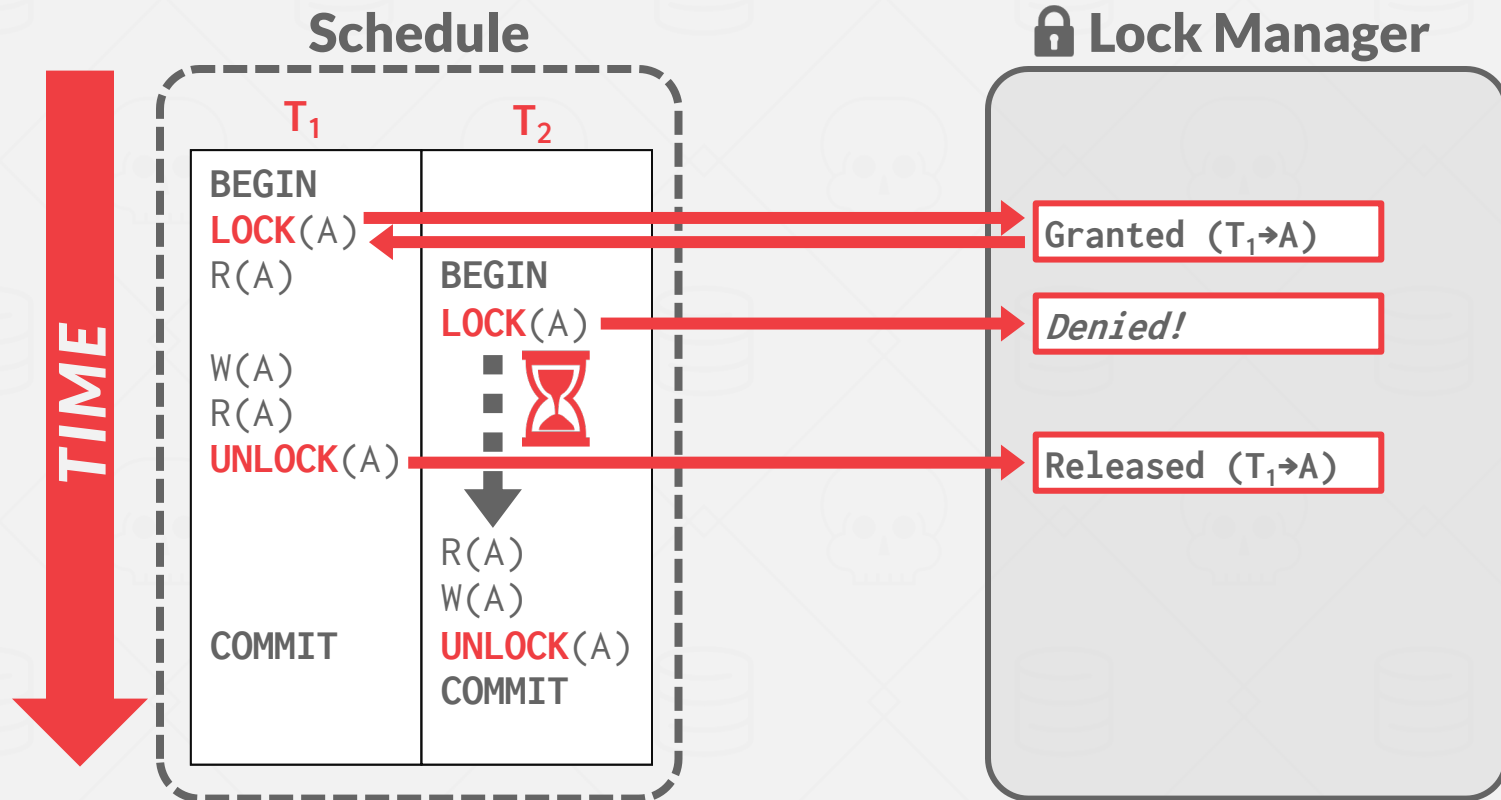 Schedule
Lock Manager
TIME
T₁ T₂
BEGIN
LOCK(A)
Granted (T₁→A)
R(A) BEGIN
LOCK(A)
Denied!
W(A)
R(A)
UNLOCK(A)
Released (T₁→A)
R(A)
W(A)
COMMIT UNLOCK(A)
COMMIT